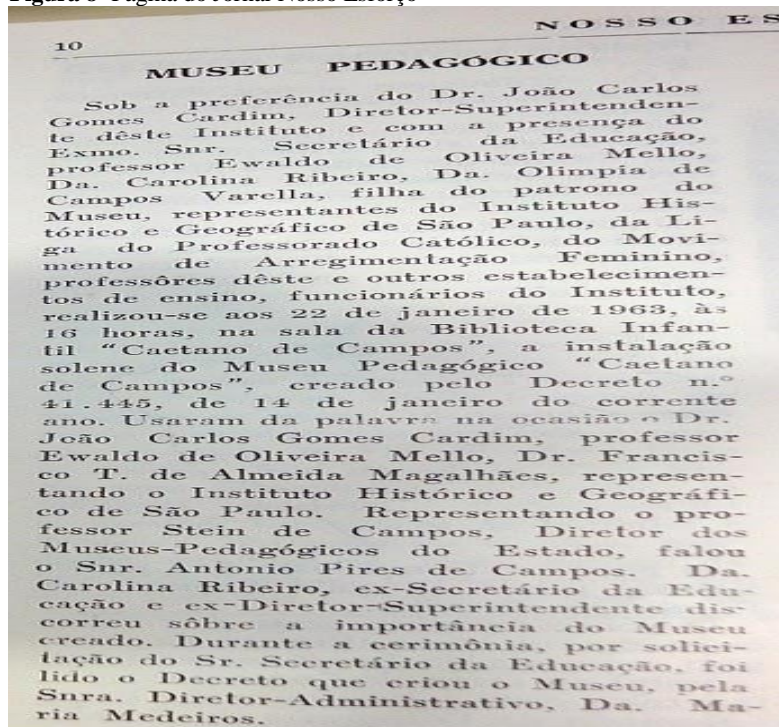 Página do Jornal Nosso Esforço
NOSSO ES
10
MUSEU PEDAGÓGICO
Sob a preferência do Dr. João Carlos
Gomes Cardim, Diretor-Superintenden-
te dêste Instituto e com a presença do
Exmo. Snr. Secretário da Educação,
professor Ewaldo de Oliveira Mello,
Da. Carolina Ribeiro, Da. Olimpia de
Campos Varella, filha do patrono do
Museu, representantes do Instituto His-
tórico e Geográfico de São Paulo, da Li-
ga do Professorado Católico, do Movi-
mento de Arregimentação Feminino,
professôres dêste e outros estabelecimen-
tos de ensino, funcionários do Instituto,
realizou-se aos 22 de janeiro de 1963, às
16 horas, na sala da Biblioteca Infan-
til “Caetano de Campos”, a instalação
solene do Museu Pedagógico “Caetano
de Campos”, creado pelo Decreto n.º
41.445, de 14 de janeiro do corrente
ano. Usaram da palavra na ocasião o Dr.
João Carlos Gomes Cardim, professor
Ewaldo de Oliveira Mello, Dr. Francis-
co T. de Almeida Magalhães, represen-
tando o Instituto Histórico e Geográfi-
co de São Paulo. Representando o pro-
fessor Stein de Campos, Diretor dos
Museus-Pedagógicos do Estado, falou
o Snr. Antonio Pires de Campos. Da.
Carolina Ribeiro, ex-Secretário da Edu-
cação e ex-Diretor-Superintendente dis-
correu sôbre a importância do Museu
creado. Durante a cerimônia, por solici-
tação do Sr. Secretário da Educação, foi
lido o Decreto que criou o Museu, pela
Snra. Diretor-Administrativo, Da. Ma-
ria Medeiros.